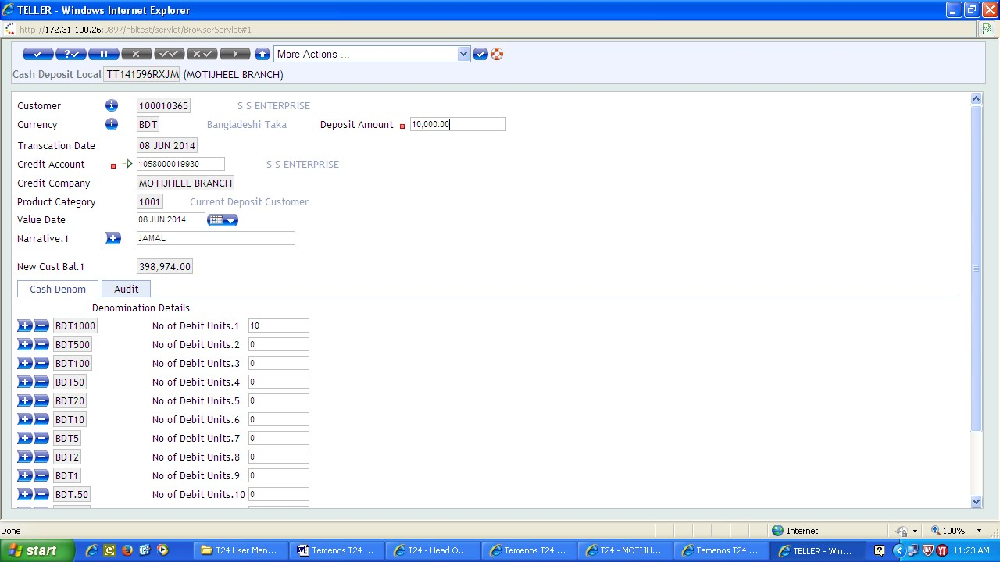 TELLER - Windows Internet Explorer
http://172.31.100.26:9897/nbltest/servlet/BrowserServlet#1
More Actions ...
Cash Deposit Local TT141596RXJM (MOTIJHEEL BRANCH)
Customer 100010365 S S ENTERPRISE
Currency BDT Bangladeshi Taka Deposit Amount 10,000.00
Transcation Date 08 JUN 2014
Credit Account 1058000019930 S S ENTERPRISE
Credit Company MOTIJHEEL BRANCH
Product Category 1001 Current Deposit Customer
Value Date 08 JUN 2014
Narrative.1 JAMAL
New Cust Bal.1 398,974.00
Cash Denom Audit
Denomination Details
BDT1000 No of Debit Units.1 10
BDT500 No of Debit Units.2 0
BDT100 No of Debit Units.3 0
BDT50 No of Debit Units.4 0
BDT20 No of Debit Units.5 0
BDT10 No of Debit Units.6 0
BDT5 No of Debit Units.7 0
BDT2 No of Debit Units.8 0
BDT1 No of Debit Units.9 0
BDT.50 No of Debit Units.10 0
Done Internet 100%
start T24 User Man... Temenos T24 ... T24 - Head O... Temenos T24 ... T24 - MOTIJH... Temenos T24 ... TELLER - Win... 11:23 AM